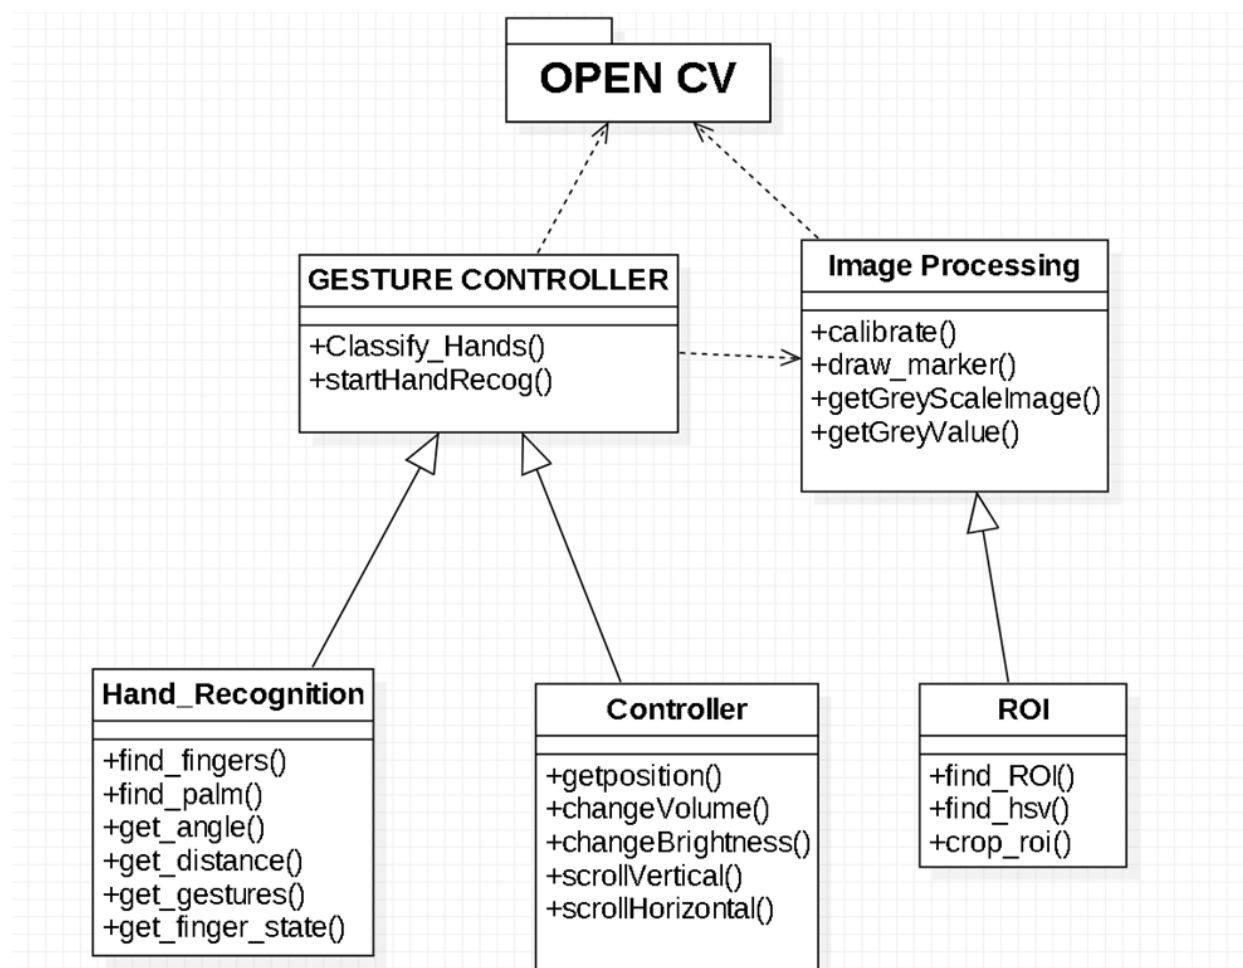 OPEN CV
GESTURE CONTROLLER
+Classify_Hands()
+startHandRecog()
Image Processing
+calibrate()
+draw_marker()
+getGreyScaleImage()
+getGreyValue()
Hand_Recognition
+find_fingers()
+find_palm()
+get_angle()
+get_distance()
+get_gestures()
+get_finger_state()
Controller
+getposition()
+changeVolume()
+changeBrightness()
+scrollVertical()
+scrollHorizontal()
ROI
+find_ROI()
+find_hsv()
+crop_roi()